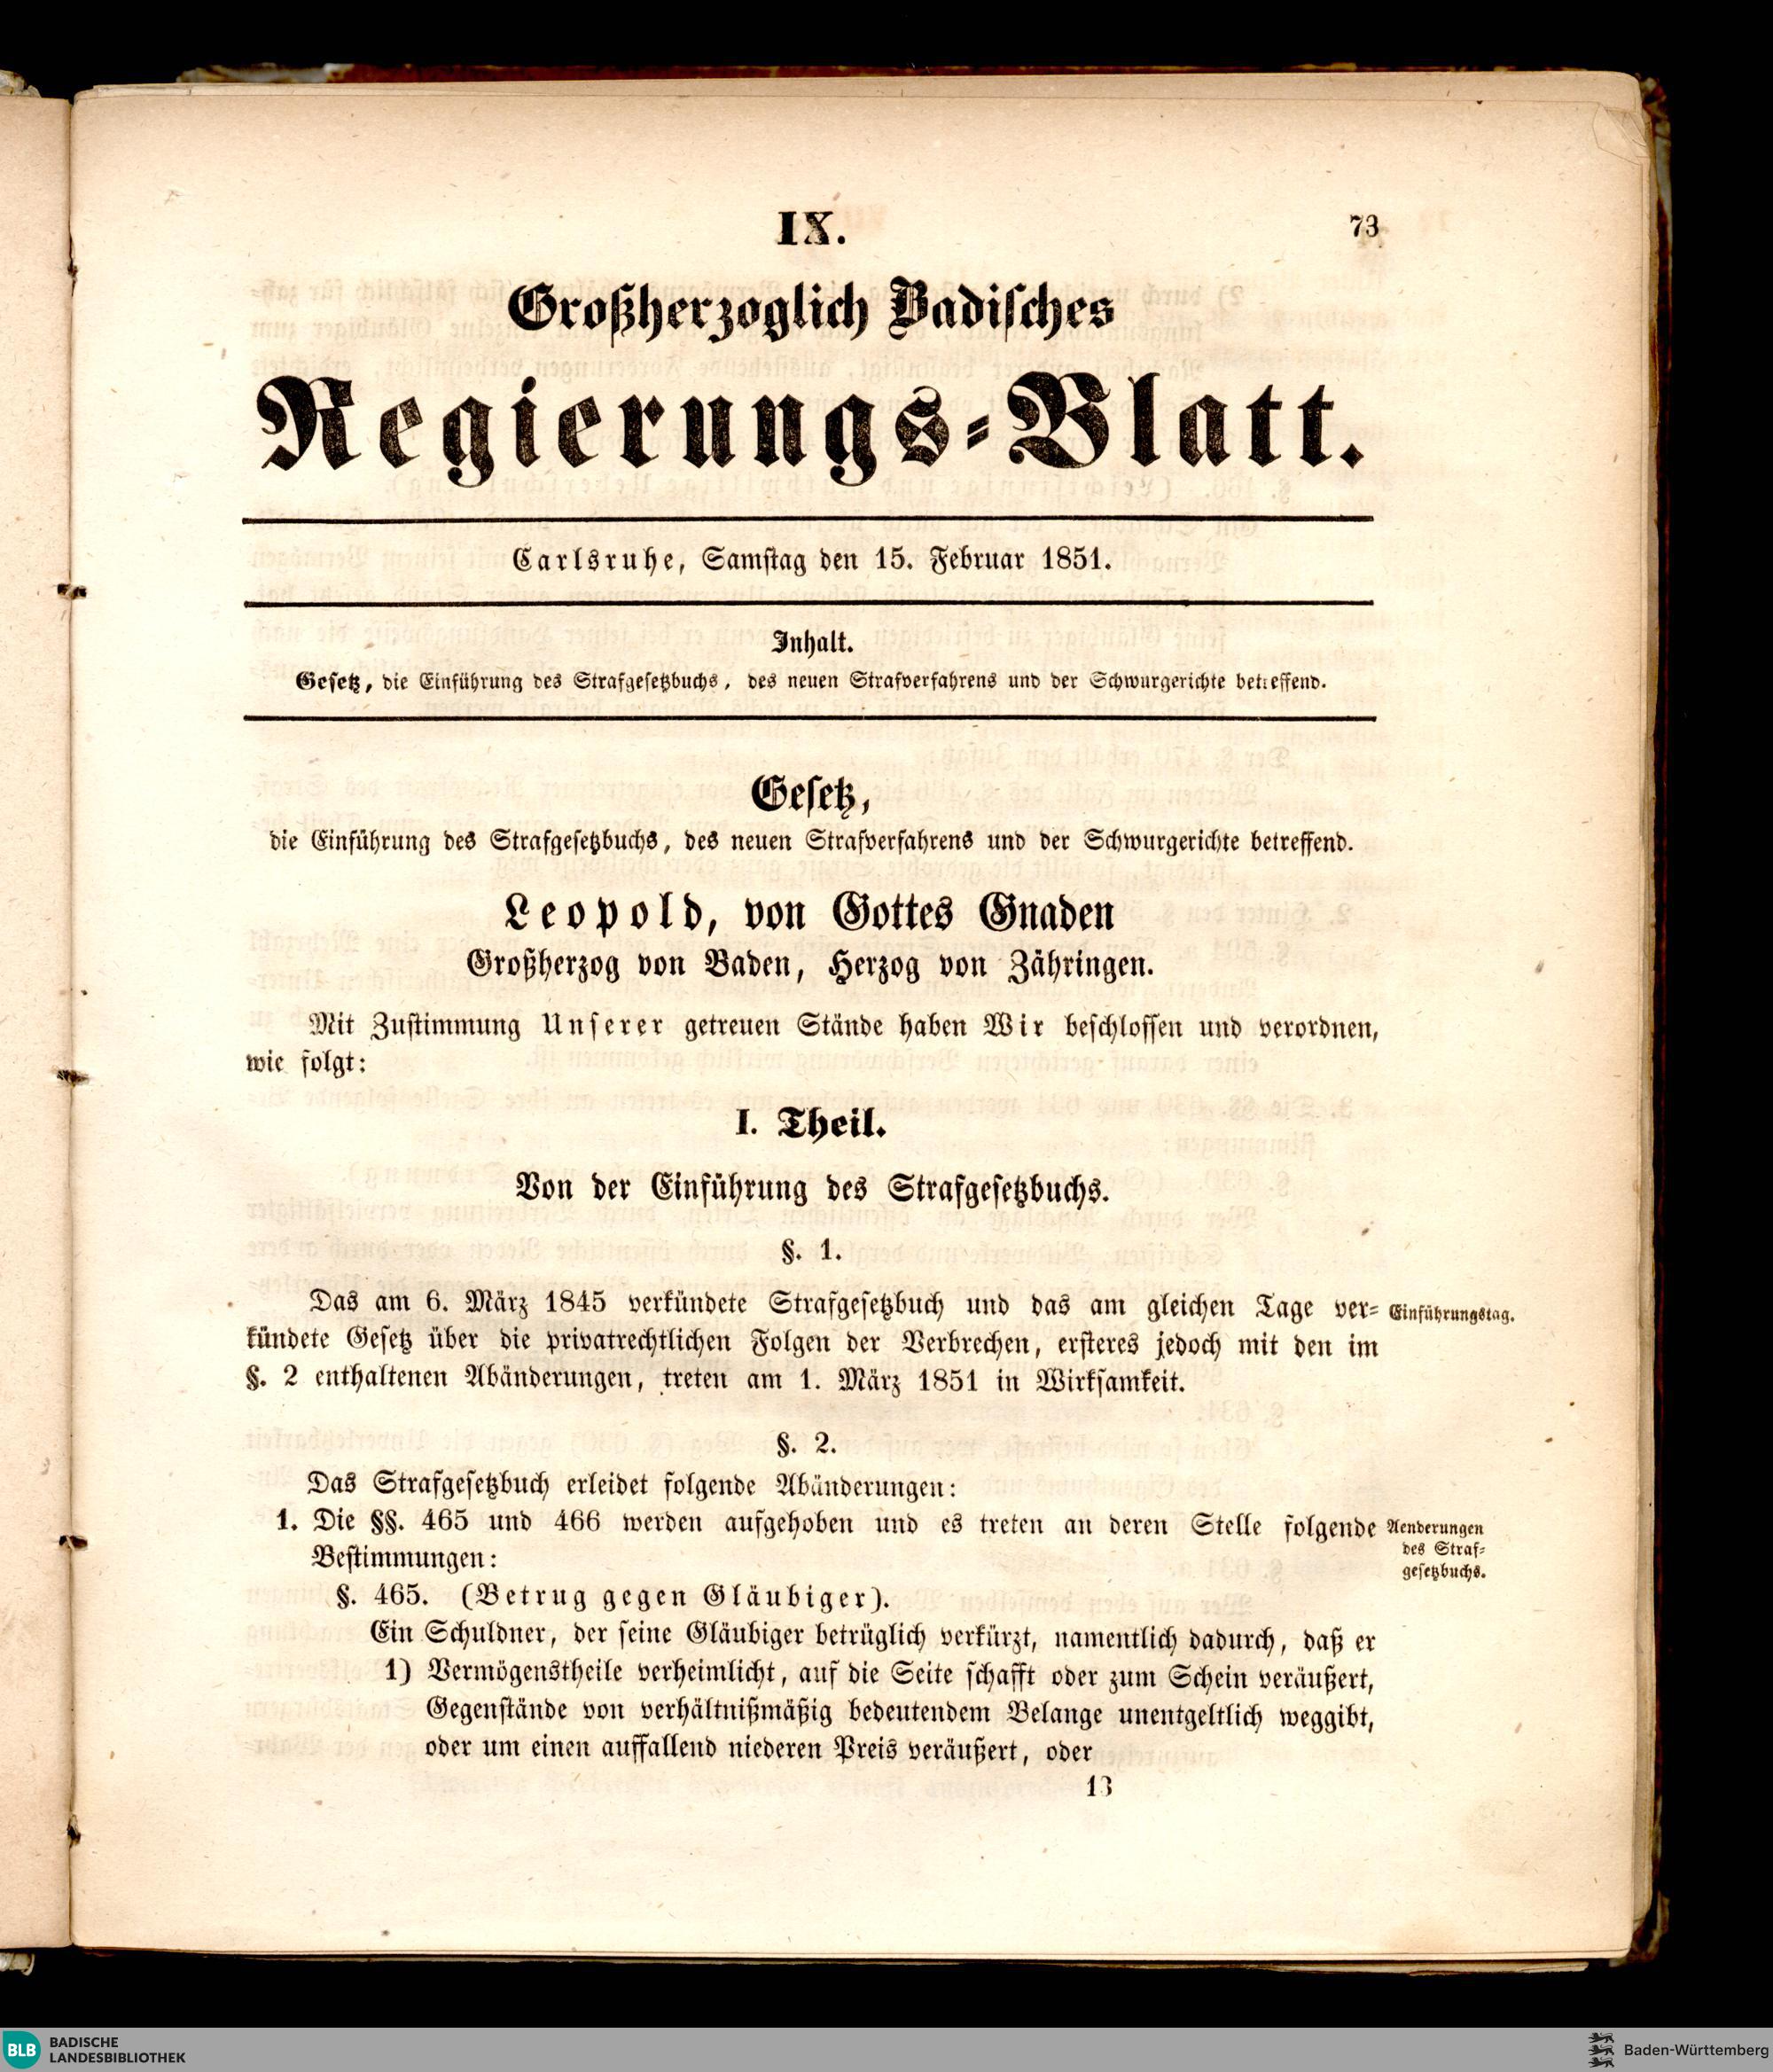 IX.
73
Großherzoglich Badisches
Regierungs-Blatt.
Carlsruhe, Samstag den 15. Februar 1851.
Inhalt.
Gesetz, die Einführung des Strafgesetzbuchs, des neuen Strafverfahrens und der Schwurgerichte betreffend.
Gesetz,
die Einführung des Strafgesetzbuchs, des neuen Strafverfahrens und der Schwurgerichte betreffend.
Leopold, von Gottes Gnaden
Großherzog von Baden, Herzog von Zähringen.
Mit Zustimmung Unserer getreuen Stände haben Wir beschlossen und verordnen,
wie folgt:
I. Theil.
Von der Einführung des Strafgesetzbuchs.
§. 1.
Das am 6. März 1845 verkündete Strafgesetzbuch und das am gleichen Tage ver-
Einführungstag.
kündete Gesetz über die privatrechtlichen Folgen der Verbrechen, ersteres jedoch mit den im
§. 2 enthaltenen Abänderungen, treten am 1. März 1851 in Wirksamkeit.
§. 2.
Das Strafgesetzbuch erleidet folgende Abänderungen:
1. Die §§. 465 und 466 werden aufgehoben und es treten an deren Stelle folgende
Aenderungen
des Straf-
gesetzbuchs.
Bestimmungen:
§. 465. (Betrug gegen Gläubiger).
Ein Schuldner, der seine Gläubiger betrüglich verkürzt, namentlich dadurch, daß er
1) Vermögenstheile verheimlicht, auf die Seite schafft oder zum Schein veräußert,
Gegenstände von verhältnißmäßig bedeutendem Belange unentgeltlich weggibt,
oder um einen auffallend niederen Preis veräußert, oder
13
BLB BADISCHE
LANDESBIBLIOTHEK
Baden-Württemberg